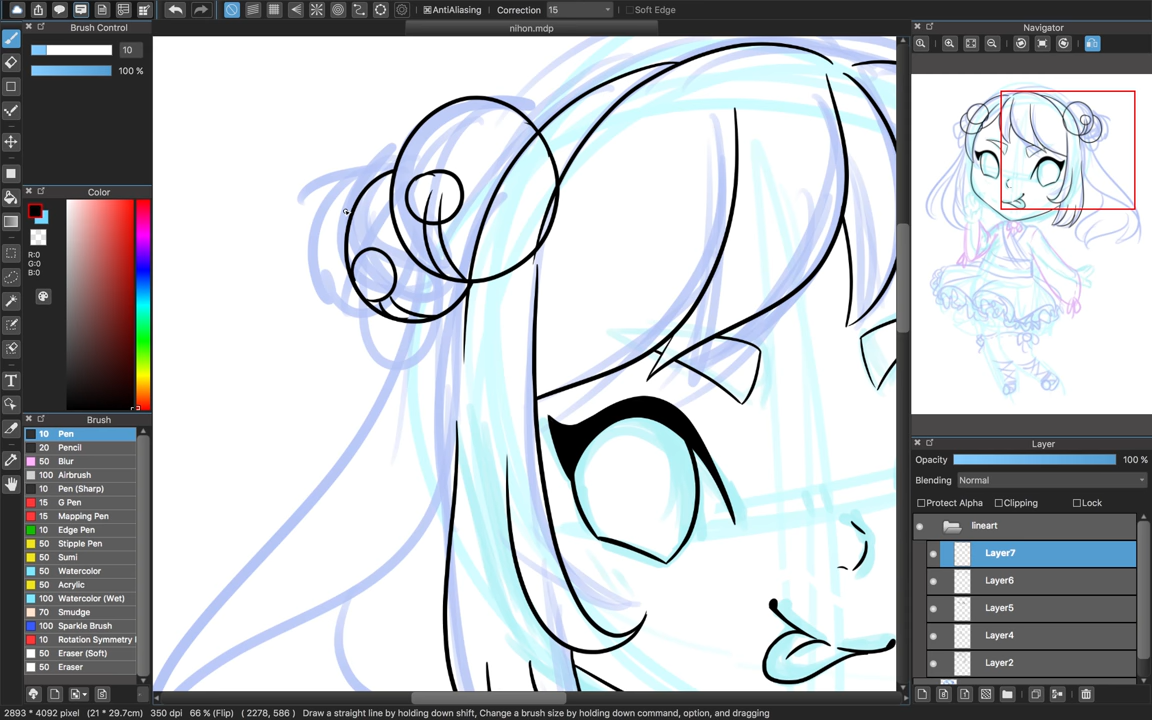 AntiAliasing Correction 15 Soft Edge
Brush Control
nihon.mdp
Navigator
10
100 %
Color
R:0
G:0
B:0
Brush
10 Pen
20 Pencil
50 Blur
100 Airbrush
10 Pen (Sharp)
15 G Pen
15 Mapping Pen
10 Edge Pen
50 Stipple Pen
50 Sumi
50 Watercolor
50 Acrylic
100 Watercolor (Wet)
70 Smudge
100 Sparkle Brush
10 Rotation Symmetry
50 Eraser (Soft)
50 Eraser
Layer
Opacity 100 %
Blending Normal
Protect Alpha Clipping Lock
lineart
Layer7
Layer6
Layer5
Layer4
Layer2
2893 * 4092 pixel (21 * 29.7cm) 350 dpi 66 % (Flip) ( 2278, 586 ) Draw a straight line by holding down shift, Change a brush size by holding down command, option, and dragging